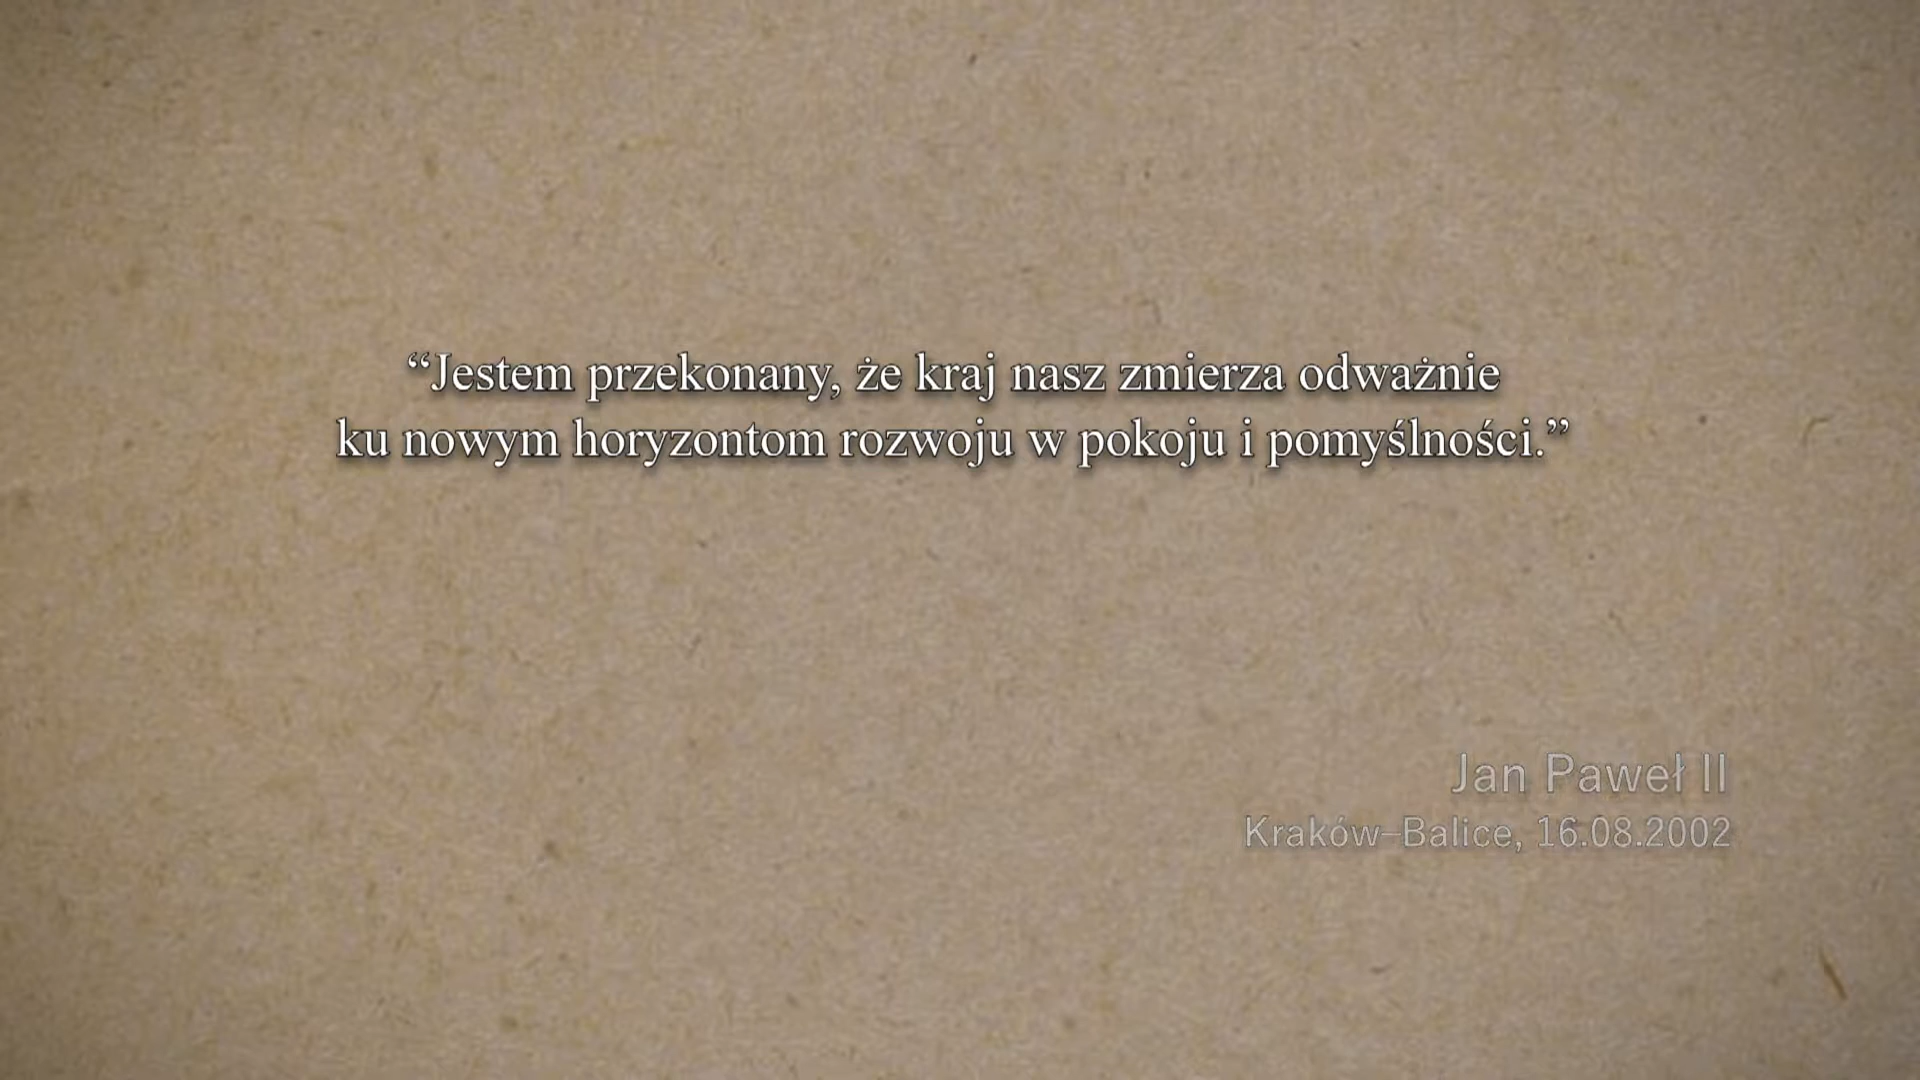 “Jestem przekonany, że kraj nasz zmierza odważnie
ku nowym horyzontom rozwoju w pokoju i pomyślności.”
Jan Paweł II
Kraków–Balice, 16.08.2002